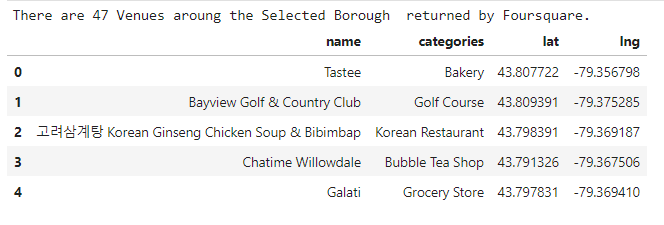 There are 47 Venues aroung the Selected Borough  returned by Foursquare.
name categories lat lng
0 Tastee Bakery 43.807722 -79.356798
1 Bayview Golf & Country Club Golf Course 43.809391 -79.375285
2 고려삼계탕 Korean Ginseng Chicken Soup & Bibimbap Korean Restaurant 43.798391 -79.369187
3 Chatime Willowdale Bubble Tea Shop 43.791326 -79.367506
4 Galati Grocery Store 43.797831 -79.369410